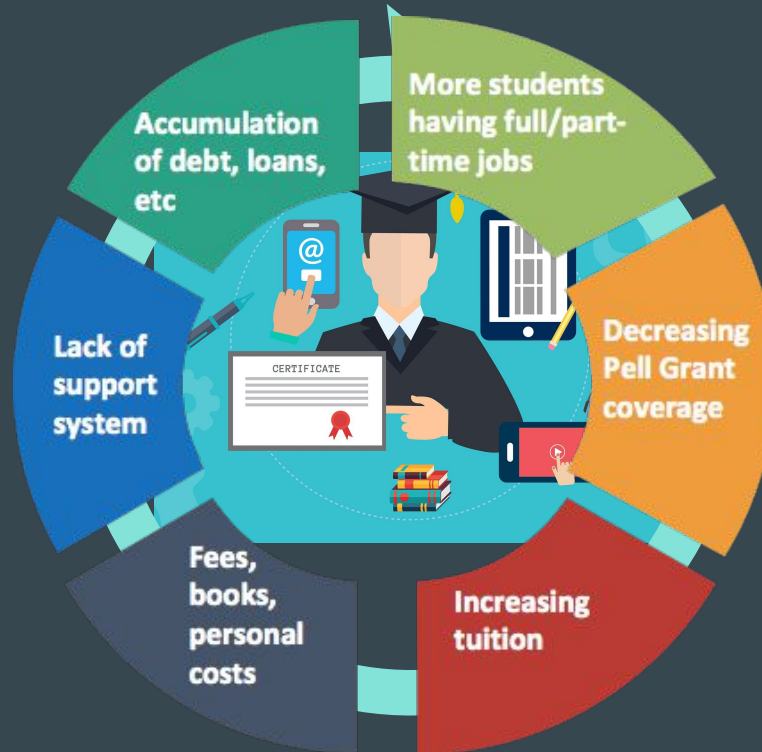 More students
having full/part-
time jobs
Decreasing
Pell Grant
coverage
Increasing
tuition
Fees,
books,
personal
costs
Lack of
support
system
Accumulation
of debt, loans,
etc
@
CERTIFICATE